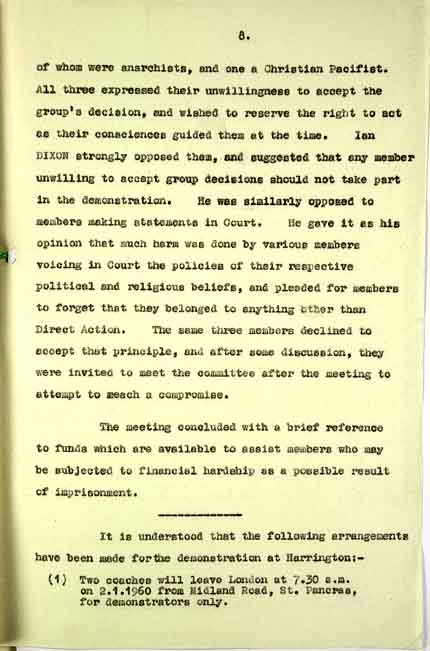 8.
of whom were anarchists, and one a Christian Pacifist.
All three expressed their unwillingness to accept the
group's decision, and wished to reserve the right to act
as their consciences guided them at the time. Ian
DIXON strongly opposed them, and suggested that any member
unwilling to accept group decisions should not take part
in the demonstration. He was similarly opposed to
members making statements in Court. He gave it as his
opinion that much harm was done by various members
voicing in Court the policies of their respective
political and religious beliefs, and pleaded for members
to forget that they belonged to anything other than
Direct Action. The same three members declined to
accept that principle, and after some discussion, they
were invited to meet the committee after the meeting to
attempt to reach a compromise.
The meeting concluded with a brief reference
to funds which are available to assist members who may
be subjected to financial hardship as a possible result
of imprisonment.
It is understood that the following arrangements
have been made forthe demonstration at Harrington:-
(1) Two coaches will leave London at 7.30 a.m.
on 2.1.1960 from Midland Road, St. Pancras,
for demonstrators only.